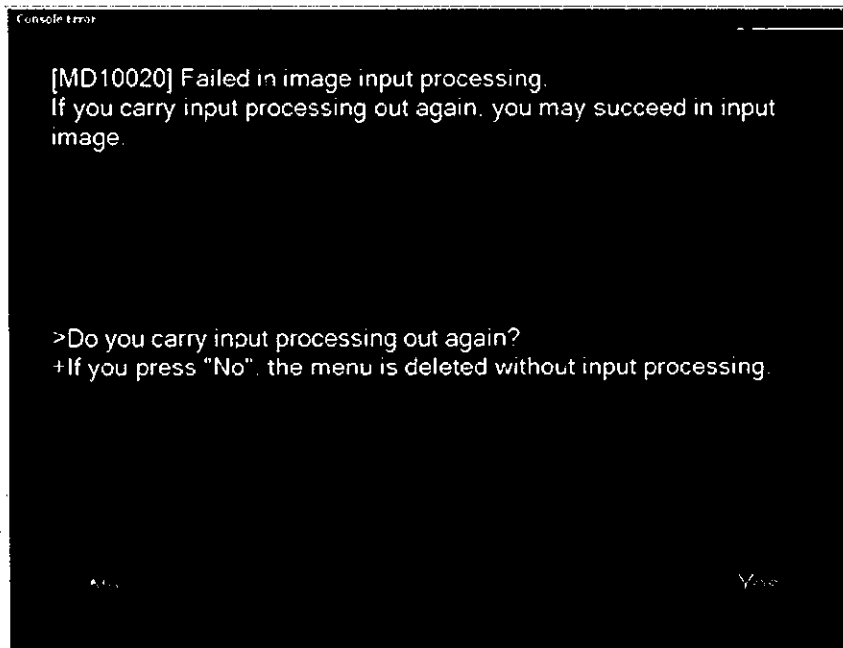 Console Error
[MD10020] Failed in image input processing.
If you carry input processing out again, you may succeed in input
image.
>Do you carry input processing out again?
+If you press "No", the menu is deleted without input processing.
No
Yes